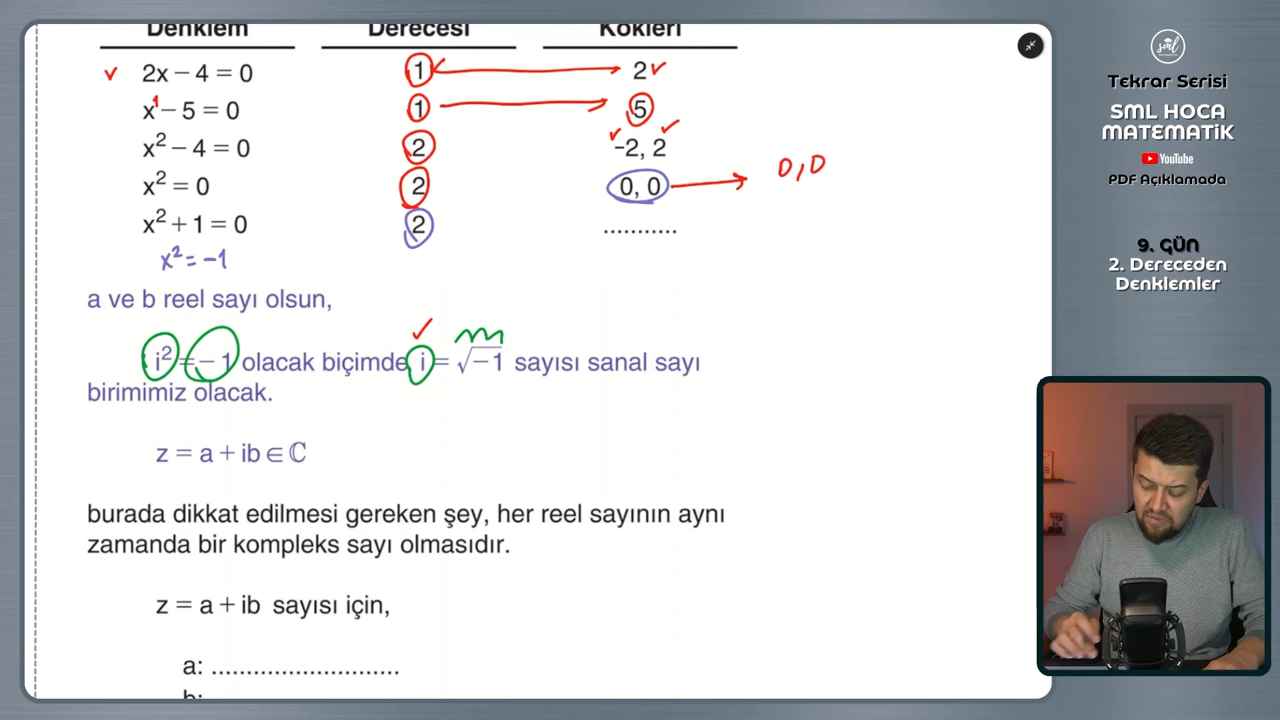 Denklem Derecesi Kökleri
2x − 4 = 0 1 2
x¹ − 5 = 0 1 5
x² − 4 = 0 2 -2, 2
x² = 0 2 0, 0 0,0
x² + 1 = 0 2 ...........
x² = -1
a ve b reel sayı olsun,
i² = −1 olacak biçimde i = √−1 sayısı sanal sayı
birimimiz olacak.
z = a + ib ∈ ℂ
burada dikkat edilmesi gereken şey, her reel sayının aynı
zamanda bir kompleks sayı olmasıdır.
z = a + ib sayısı için,
a: ...........................
b:
sml
Tekrar Serisi
SML HOCA
MATEMATİK
YouTube
PDF Açıklamada
9. GÜN
2. Dereceden
Denklemler